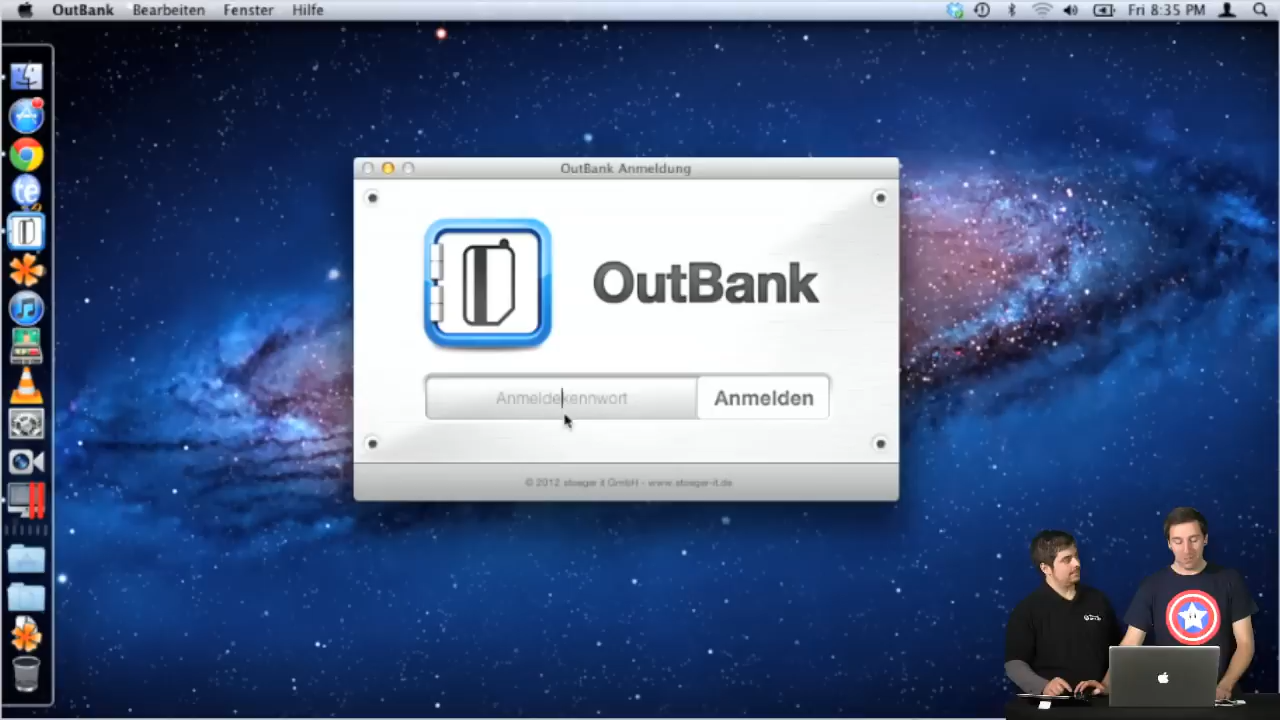 OutBank Bearbeiten Fenster Hilfe Fri 8:35 PM
OutBank Anmeldung
te
OutBank
Anmeldekennwort Anmelden
© 2012 stoeger it GmbH - www.stoeger-it.de